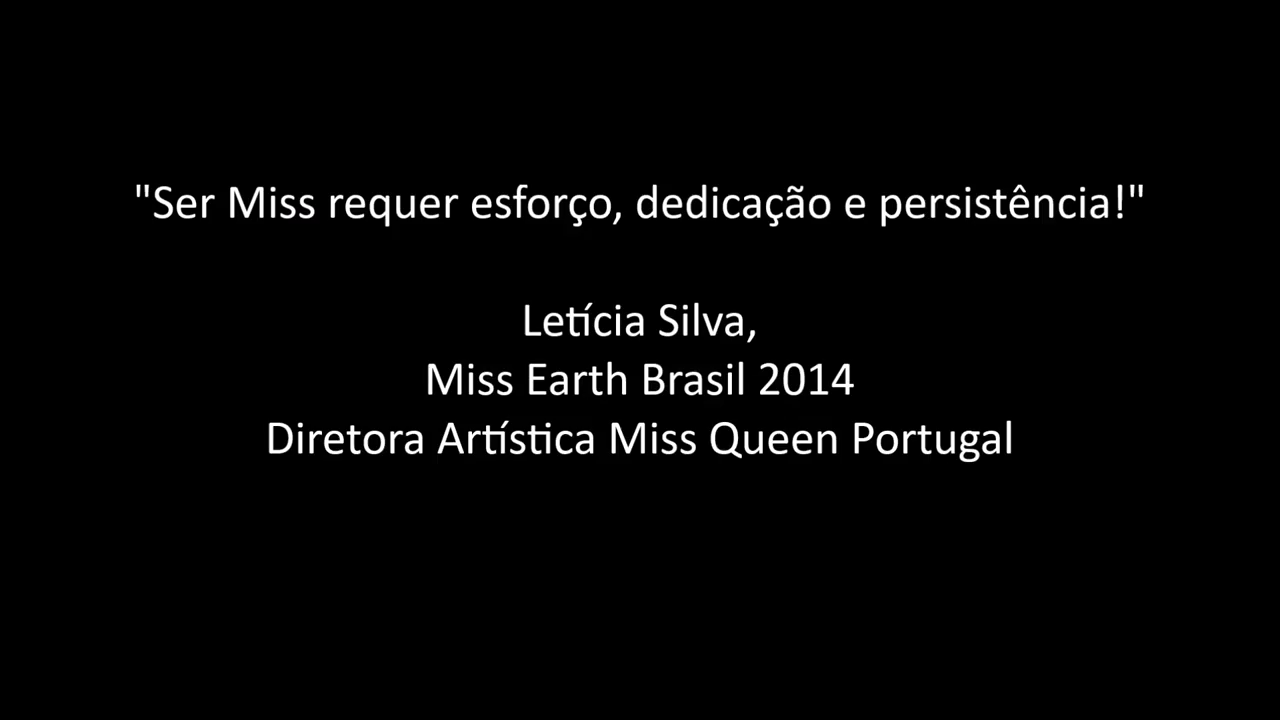 "Ser Miss requer esforço, dedicação e persistência!"
Letícia Silva,
Miss Earth Brasil 2014
Diretora Artística Miss Queen Portugal